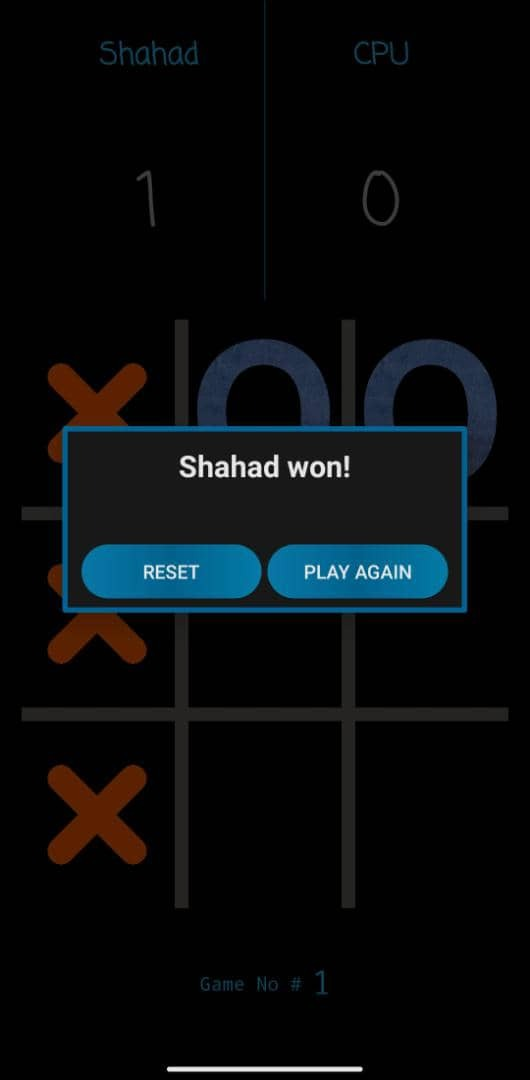 Shahad CPU
1 0
Shahad won!
RESET PLAY AGAIN
Game No # 1